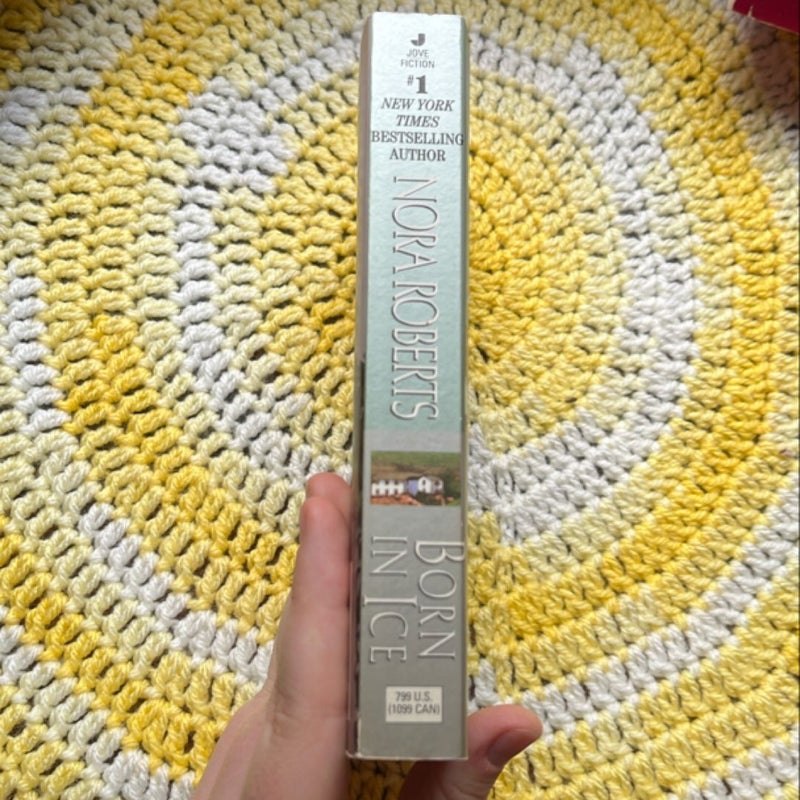 J
JOVE
FICTION
#1
NEW YORK
TIMES
BESTSELLING
AUTHOR
NORA ROBERTS
BORN
IN ICE
799 U.S.
(1099 CAN)